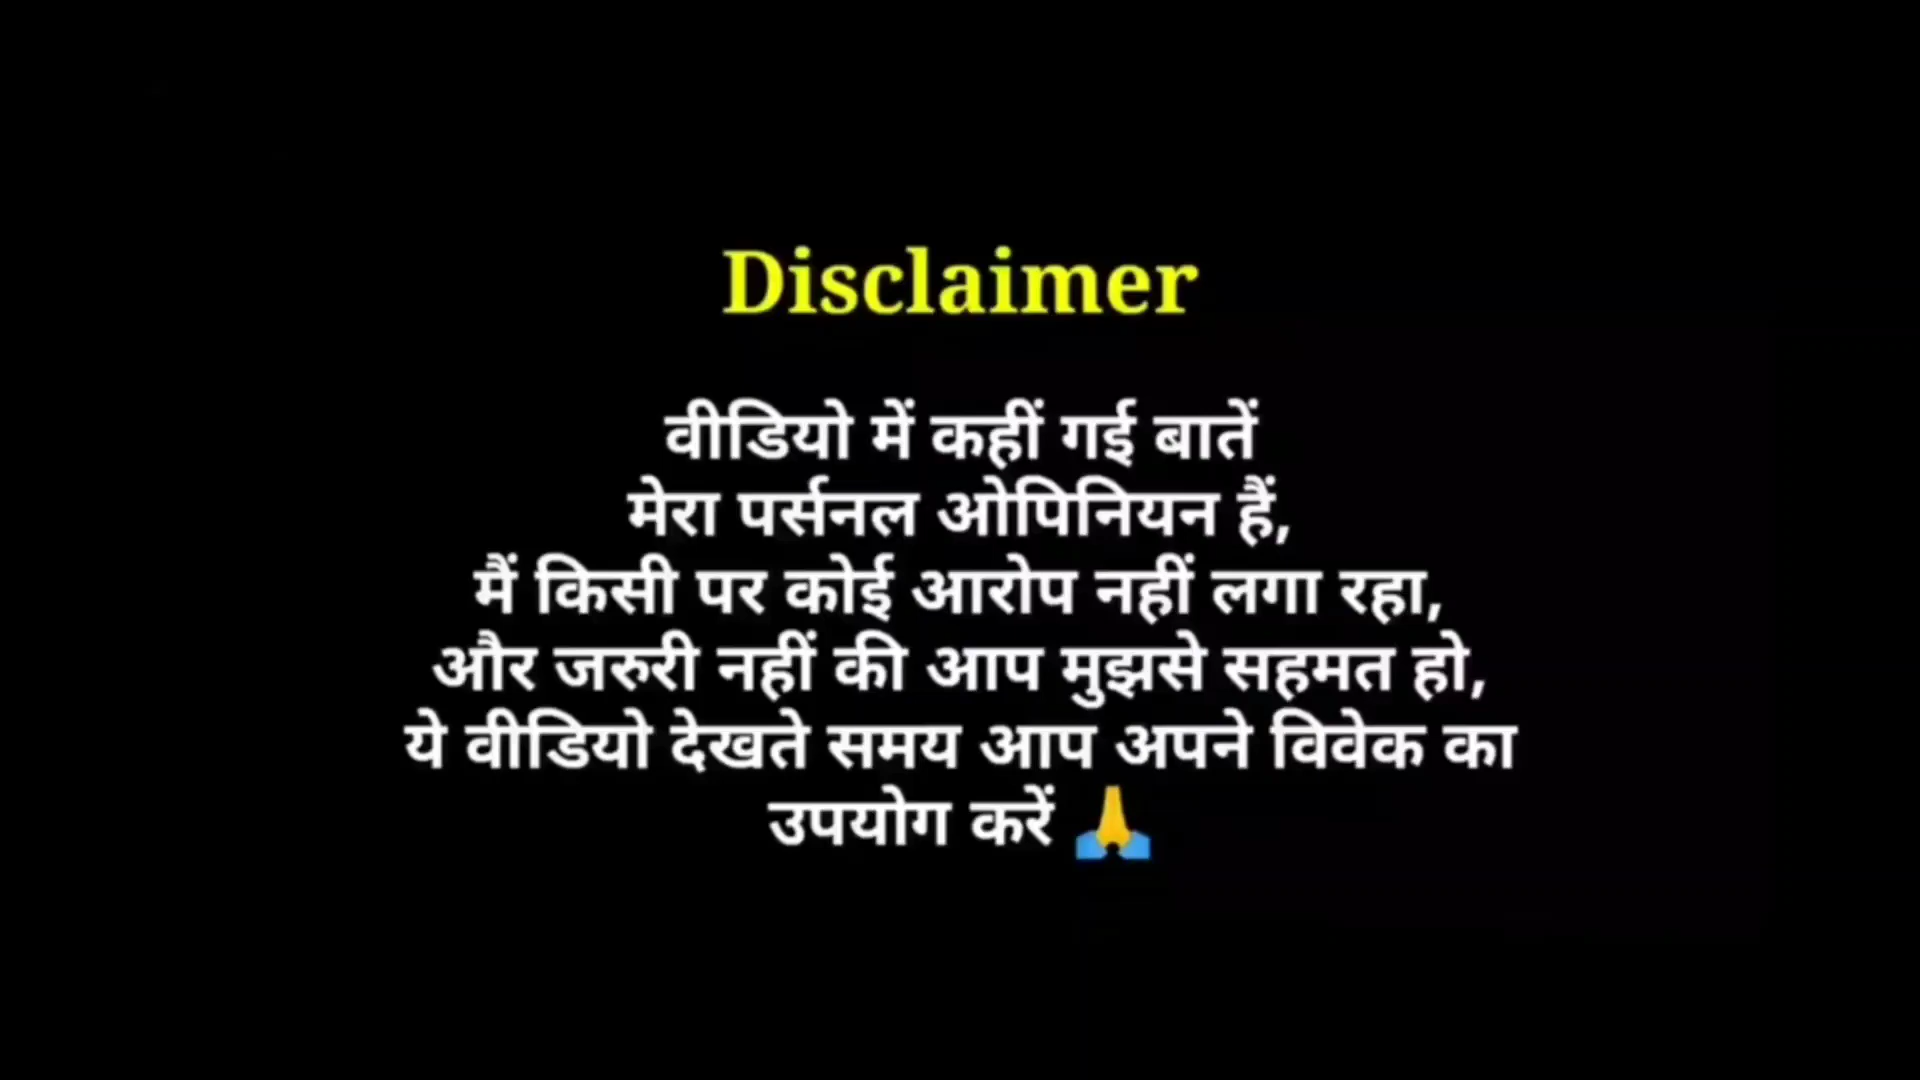 Disclaimer
वीडियो में कहीं गई बातें
मेरा पर्सनल ओपिनियन हैं,
मैं किसी पर कोई आरोप नहीं लगा रहा,
और जरुरी नहीं की आप मुझसे सहमत हो,
ये वीडियो देखते समय आप अपने विवेक का
उपयोग करें 🙏